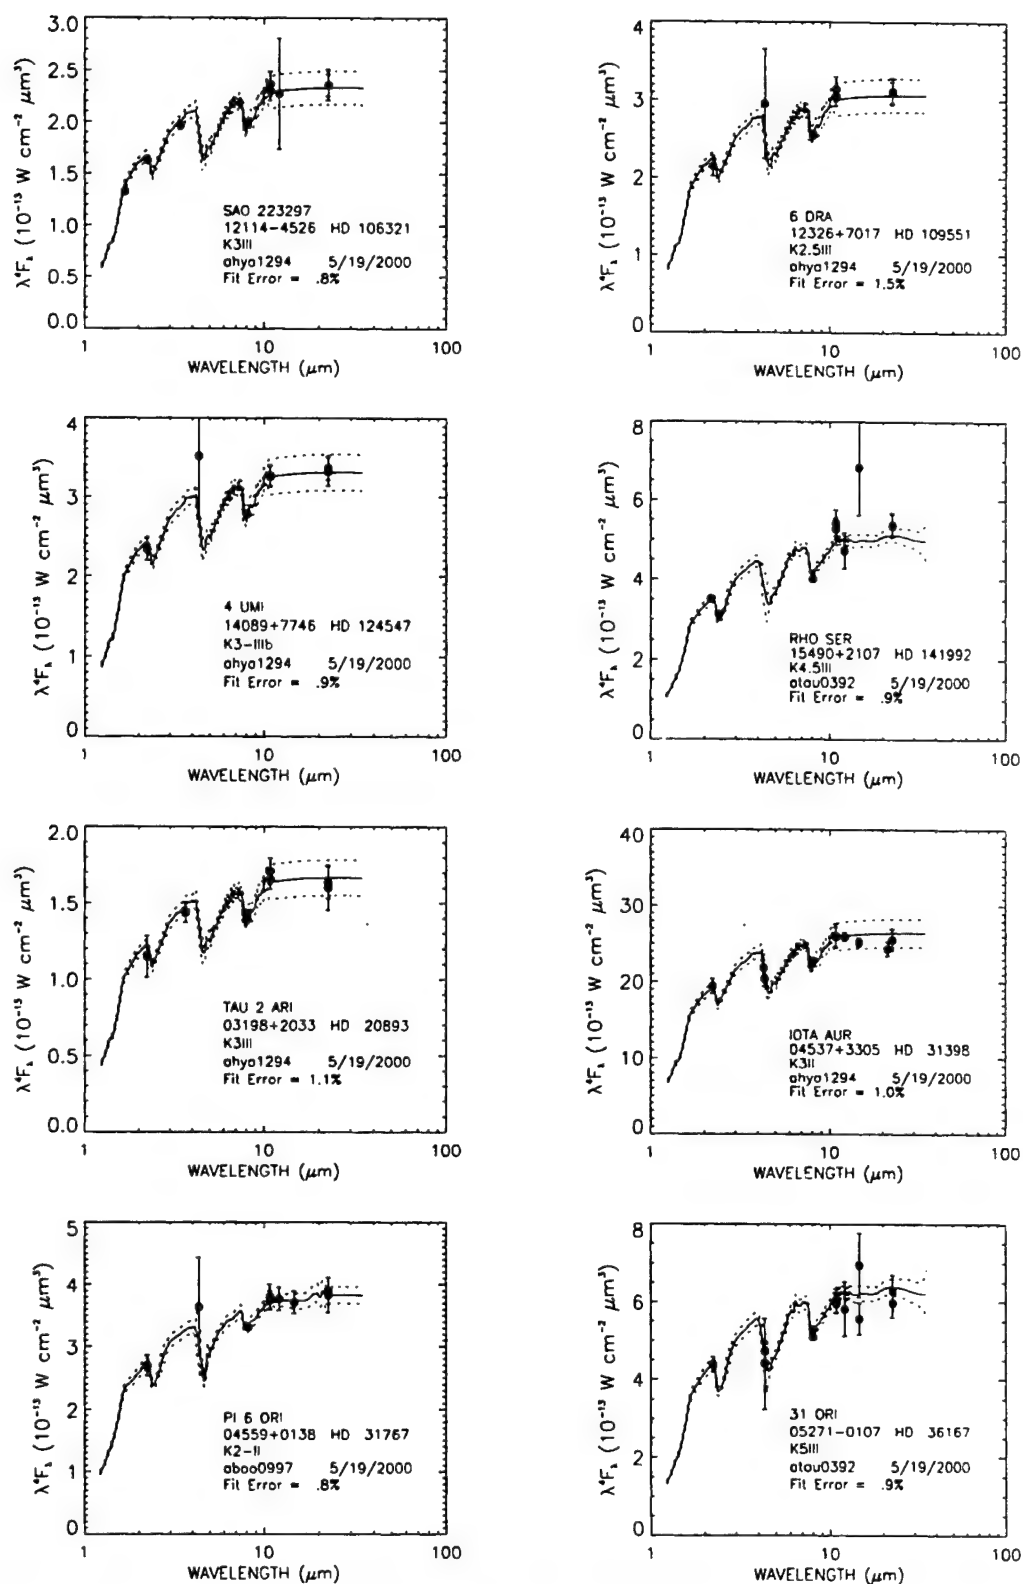 3.0
2.5
2.0
1.5
1.0
0.5
0.0
λ⁴Fλ (10⁻¹³ W cm⁻² μm³)
SAO 223297
12114-4526 HD 106321
K3III
ahya1294 5/19/2000
Fit Error = .8%
1 10 100
WAVELENGTH (μm)
4
3
2
1
0
λ⁴Fλ (10⁻¹³ W cm⁻² μm³)
6 DRA
12326+7017 HD 109551
K2.5III
ahya1294 5/19/2000
Fit Error = 1.5%
1 10 100
WAVELENGTH (μm)
4
3
2
1
0
λ⁴Fλ (10⁻¹³ W cm⁻² μm³)
4 UMI
14089+7746 HD 124547
K3-IIIb
ahya1294 5/19/2000
Fit Error = .9%
1 10 100
WAVELENGTH (μm)
8
6
4
2
0
λ⁴Fλ (10⁻¹³ W cm⁻² μm³)
RHO SER
15490+2107 HD 141992
K4.5III
atau0392 5/19/2000
Fit Error = .9%
1 10 100
WAVELENGTH (μm)
2.0
1.5
1.0
0.5
0.0
λ⁴Fλ (10⁻¹³ W cm⁻² μm³)
TAU 2 ARI
03198+2033 HD 20893
K3III
ahya1294 5/19/2000
Fit Error = 1.1%
1 10 100
WAVELENGTH (μm)
40
30
20
10
0
λ⁴Fλ (10⁻¹³ W cm⁻² μm³)
IOTA AUR
04537+3305 HD 31398
K3II
ahya1294 5/19/2000
Fit Error = 1.0%
1 10 100
WAVELENGTH (μm)
5
4
3
2
1
0
λ⁴Fλ (10⁻¹³ W cm⁻² μm³)
PI 6 ORI
04559+0138 HD 31767
K2-II
aboo0997 5/19/2000
Fit Error = .8%
1 10 100
WAVELENGTH (μm)
8
6
4
2
0
λ⁴Fλ (10⁻¹³ W cm⁻² μm³)
31 ORI
05271-0107 HD 36167
K5III
atau0392 5/19/2000
Fit Error = .9%
1 10 100
WAVELENGTH (μm)